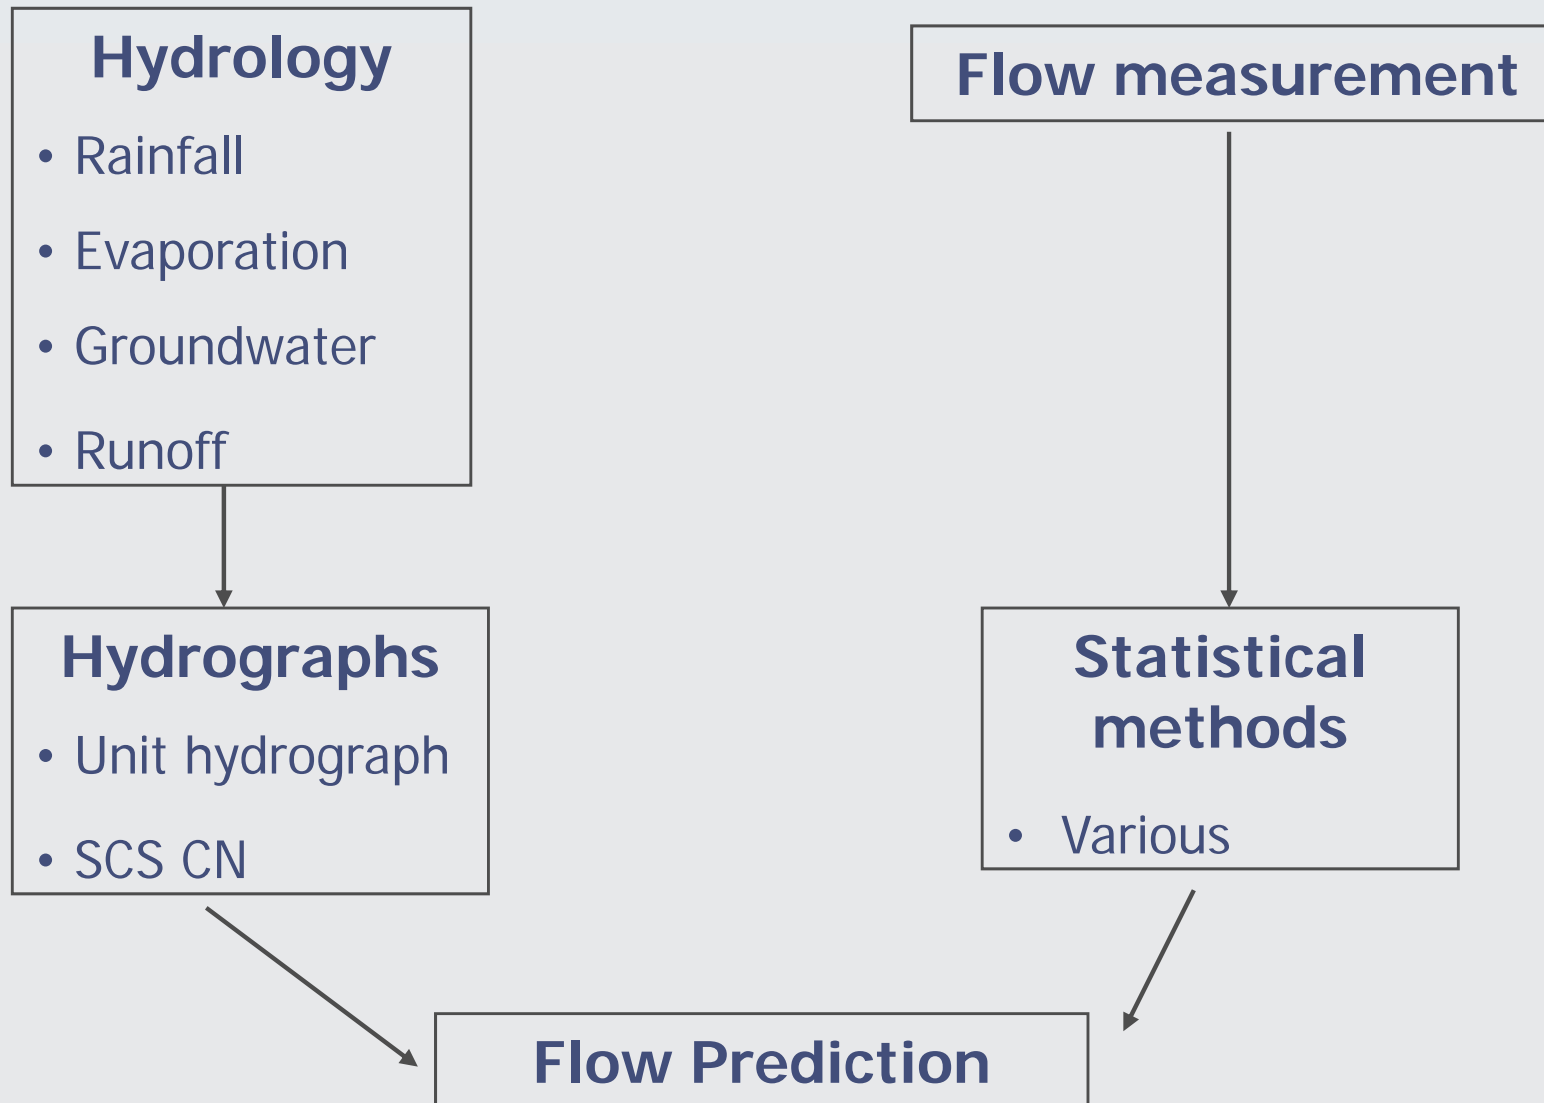 Hydrology
• Rainfall
• Evaporation
• Groundwater
• Runoff
Flow measurement
Hydrographs
• Unit hydrograph
• SCS CN
Statistical
methods
• Various
Flow Prediction